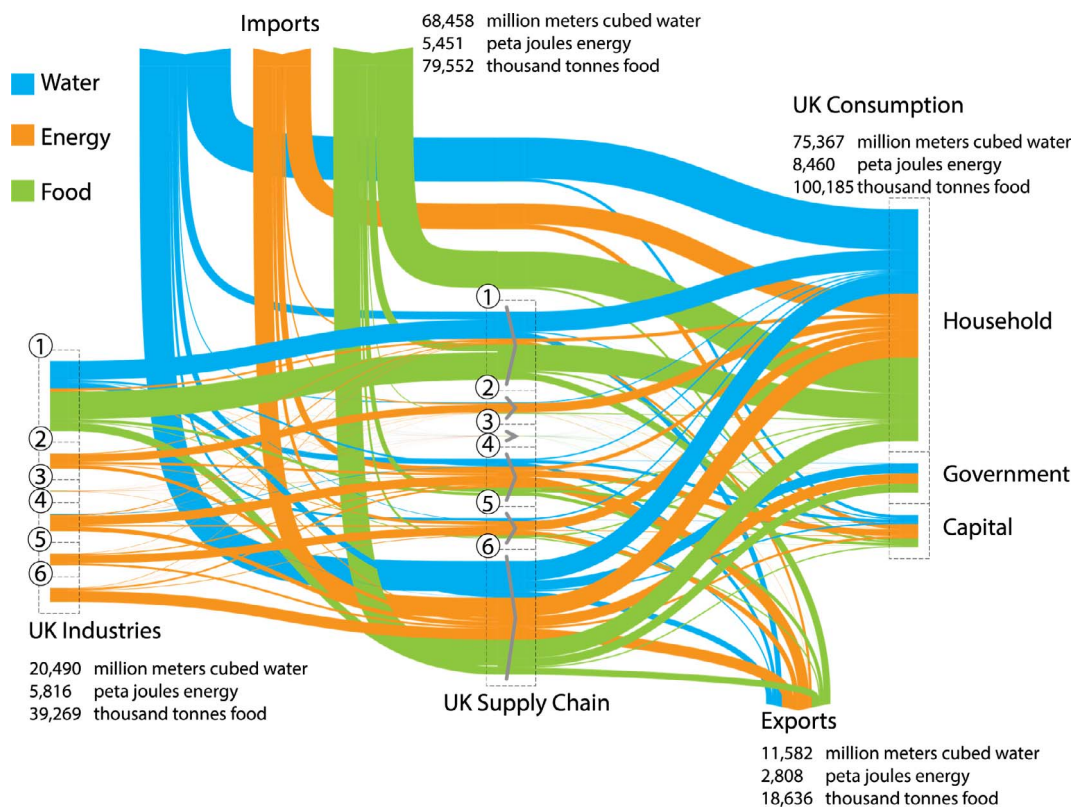 Imports
68,458 million meters cubed water
5,451 peta joules energy
79,552 thousand tonnes food
Water
Energy
Food
UK Consumption
75,367 million meters cubed water
8,460 peta joules energy
100,185 thousand tonnes food
Household
Government
Capital
1
2
3
4
5
6
1
2
3
4
5
6
UK Industries
20,490 million meters cubed water
5,816 peta joules energy
39,269 thousand tonnes food
UK Supply Chain
Exports
11,582 million meters cubed water
2,808 peta joules energy
18,636 thousand tonnes food